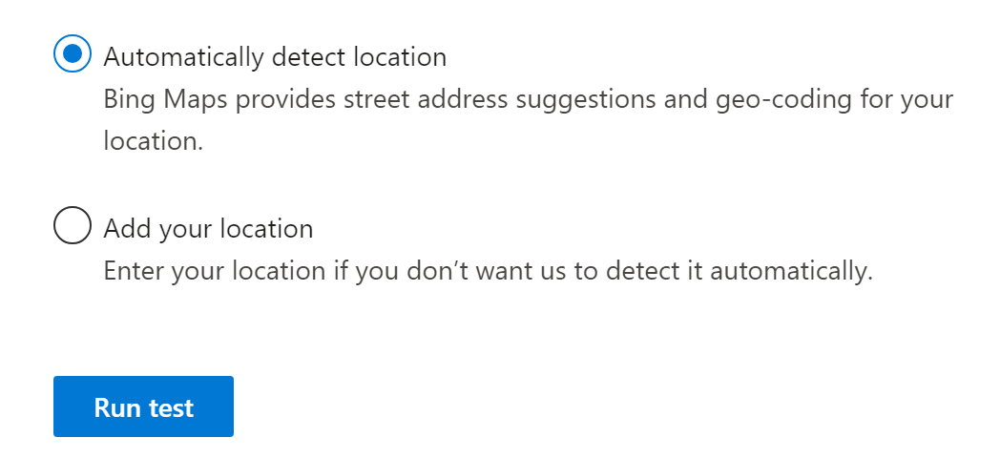 Automatically detect location
Bing Maps provides street address suggestions and geo-coding for your
location.
Add your location
Enter your location if you don’t want us to detect it automatically.
Run test